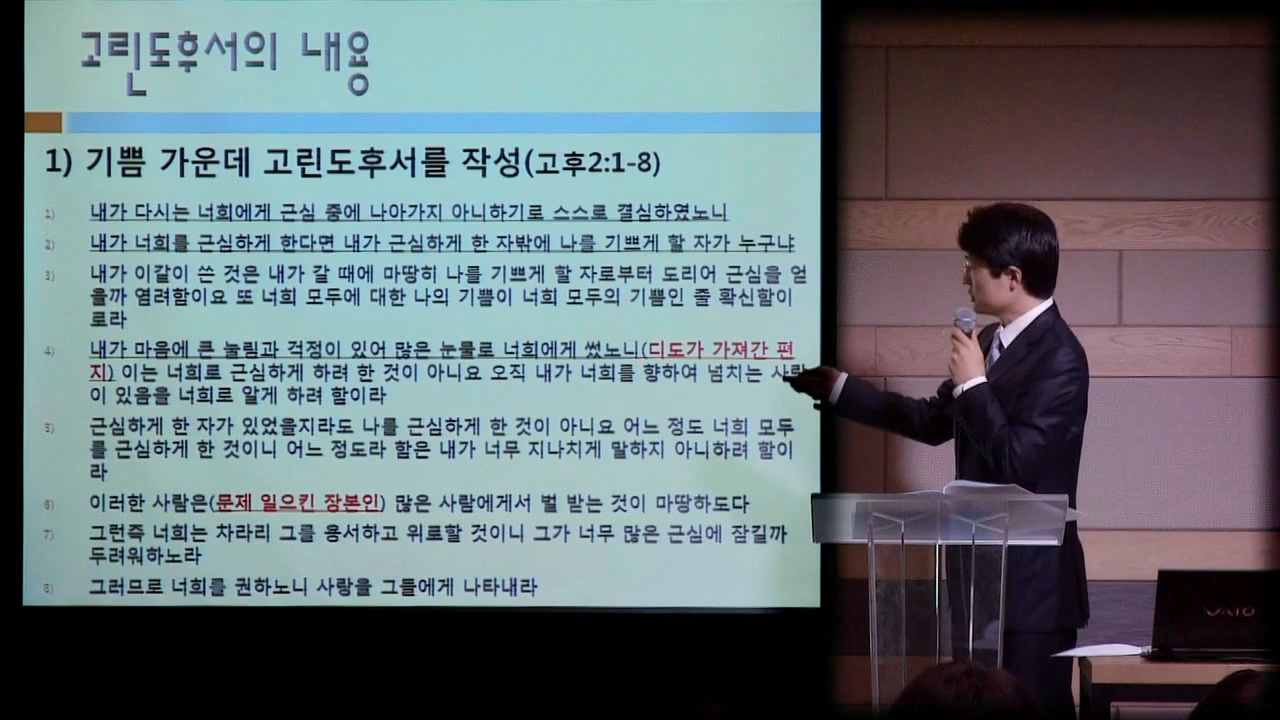 고린도후서의 내용
1) 기쁨 가운데 고린도후서를 작성(고후2:1-8)
1) 내가 다시는 너희에게 근심 중에 나아가지 아니하기로 스스로 결심하였노니
2) 내가 너희를 근심하게 한다면 내가 근심하게 한 자밖에 나를 기쁘게 할 자가 누구냐
3) 내가 이같이 쓴 것은 내가 갈 때에 마땅히 나를 기쁘게 할 자로부터 도리어 근심을 얻
을까 염려함이요 또 너희 모두에 대한 나의 기쁨이 너희 모두의 기쁨인 줄 확신함이
로라
4) 내가 마음에 큰 눌림과 걱정이 있어 많은 눈물로 너희에게 썼노니(디도가 가져간 편
지) 이는 너희로 근심하게 하려 한 것이 아니요 오직 내가 너희를 향하여 넘치는 사랑
이 있음을 너희로 알게 하려 함이라
5) 근심하게 한 자가 있었을지라도 나를 근심하게 한 것이 아니요 어느 정도 너희 모두
를 근심하게 한 것이니 어느 정도라 함은 내가 너무 지나치게 말하지 아니하려 함이
라
6) 이러한 사람은(문제 일으킨 장본인) 많은 사람에게서 벌 받는 것이 마땅하도다
7) 그런즉 너희는 차라리 그를 용서하고 위로할 것이니 그가 너무 많은 근심에 잠길까
두려워하노라
8) 그러므로 너희를 권하노니 사랑을 그들에게 나타내라
VAIO